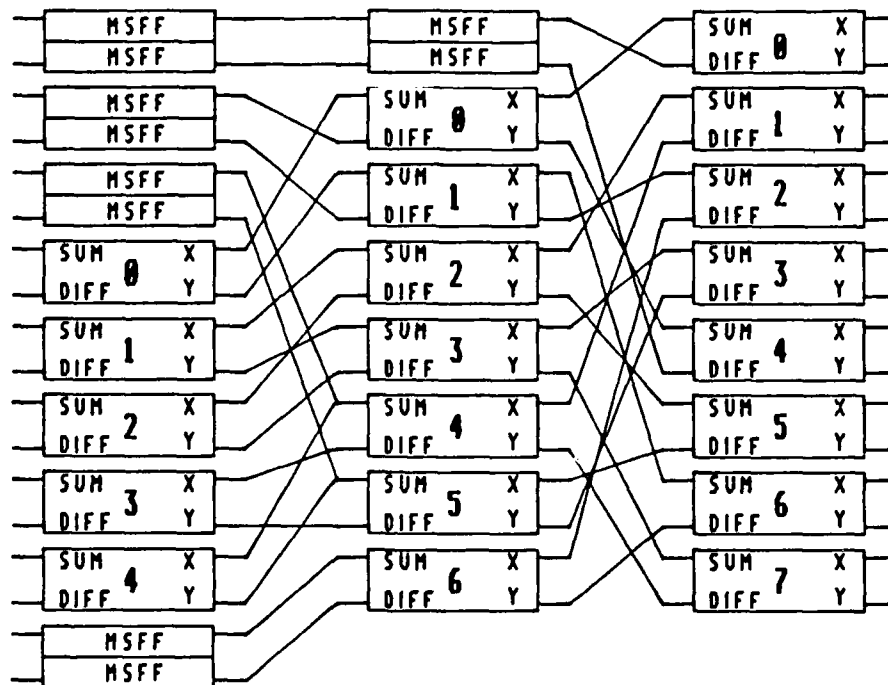 MSFF
MSFF
MSFF
MSFF
MSFF
MSFF
SUM X
0
DIFF Y
SUM X
1
DIFF Y
SUM X
2
DIFF Y
SUM X
3
DIFF Y
SUM X
4
DIFF Y
MSFF
MSFF
MSFF
MSFF
SUM X
0
DIFF Y
SUM X
1
DIFF Y
SUM X
2
DIFF Y
SUM X
3
DIFF Y
SUM X
4
DIFF Y
SUM X
5
DIFF Y
SUM X
6
DIFF Y
SUM X
0
DIFF Y
SUM X
1
DIFF Y
SUM X
2
DIFF Y
SUM X
3
DIFF Y
SUM X
4
DIFF Y
SUM X
5
DIFF Y
SUM X
6
DIFF Y
SUM X
7
DIFF Y